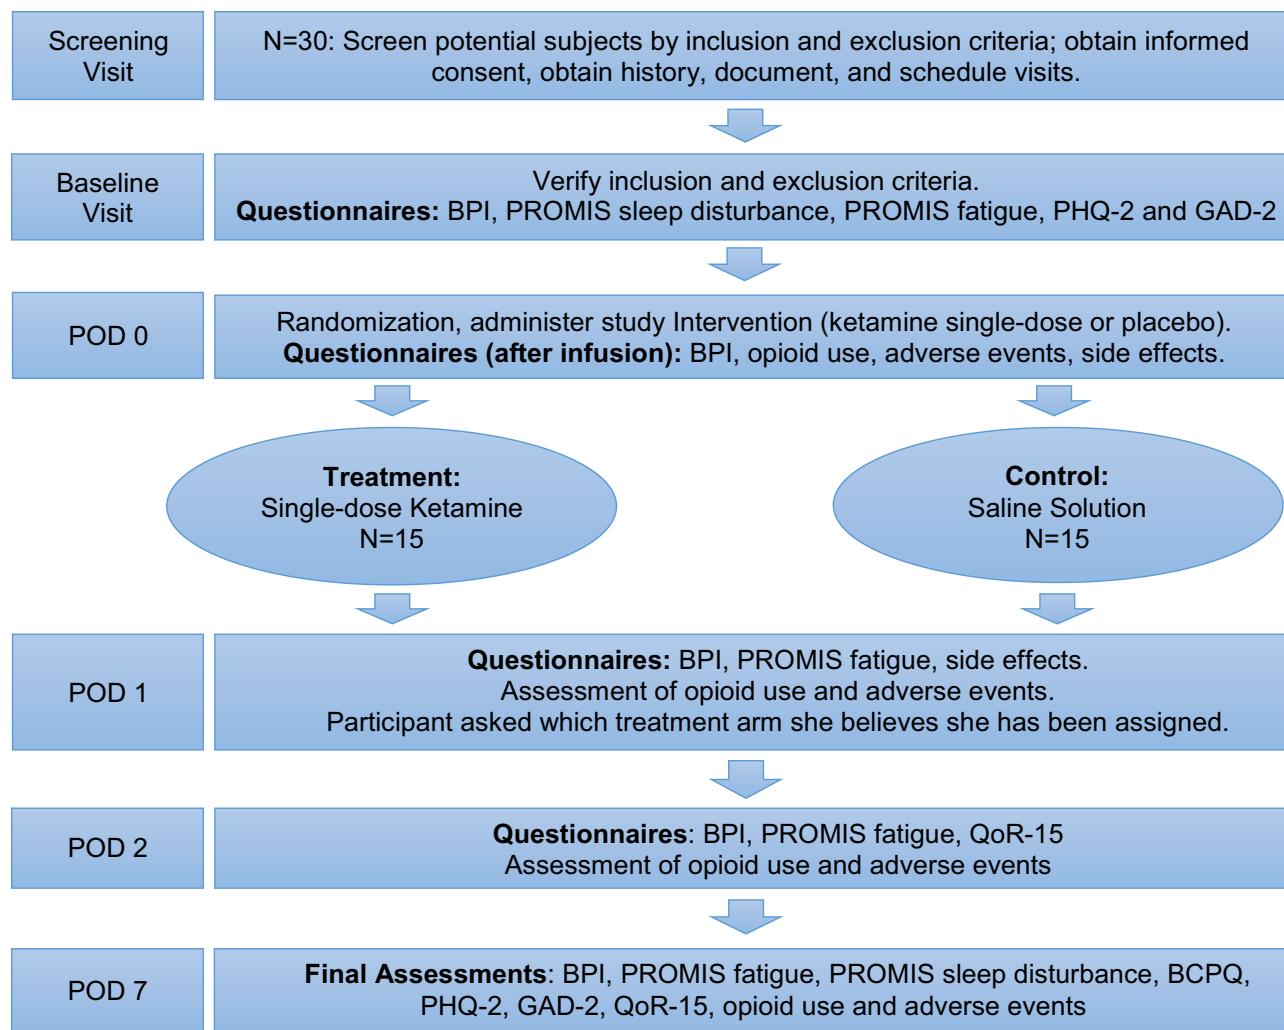 Screening
Visit
N=30: Screen potential subjects by inclusion and exclusion criteria; obtain informed
consent, obtain history, document, and schedule visits.
Baseline
Visit
Verify inclusion and exclusion criteria.
Questionnaires: BPI, PROMIS sleep disturbance, PROMIS fatigue, PHQ-2 and GAD-2
POD 0
Randomization, administer study Intervention (ketamine single-dose or placebo).
Questionnaires (after infusion): BPI, opioid use, adverse events, side effects.
Treatment:
Single-dose Ketamine
N=15
Control:
Saline Solution
N=15
POD 1
Questionnaires: BPI, PROMIS fatigue, side effects.
Assessment of opioid use and adverse events.
Participant asked which treatment arm she believes she has been assigned.
POD 2
Questionnaires: BPI, PROMIS fatigue, QoR-15
Assessment of opioid use and adverse events
POD 7
Final Assessments: BPI, PROMIS fatigue, PROMIS sleep disturbance, BCPQ,
PHQ-2, GAD-2, QoR-15, opioid use and adverse events